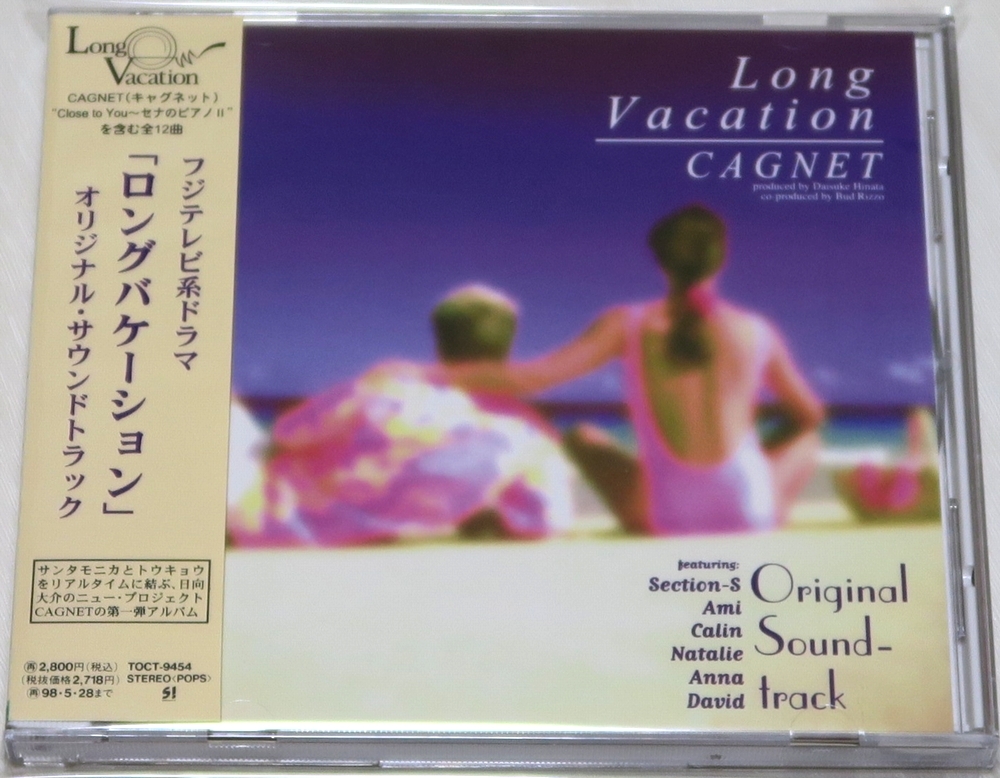 Long
Vacation
CAGNET(キャグネット)
"Close to You〜セナのピアノII"
を含む全12曲
フジテレビ系ドラマ
「ロングバケーション」
オリジナル・サウンドトラック
サンタモニカとトウキョウ
をリアルタイムに結ぶ、日向
大介のニュー・プロジェクト
CAGNETの第一弾アルバム
再2,800円(税込) TOCT-9454
(税抜価格2,718円) STEREO<POPS>
再98・5・28まで
Long
Vacation
CAGNET
produced by Daisuke Hinata
co-produced by Bud Rizzo
featuring:
Section-S
Ami
Calin
Natalie
Anna
David
Original
Sound-
track